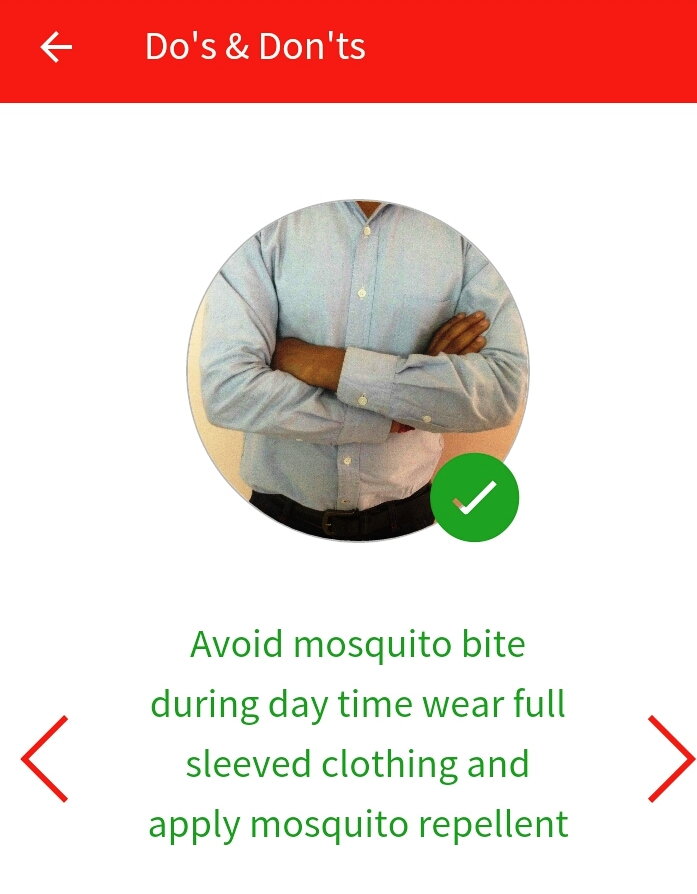 Do's & Don'ts
Avoid mosquito bite
during day time wear full
sleeved clothing and
apply mosquito repellent